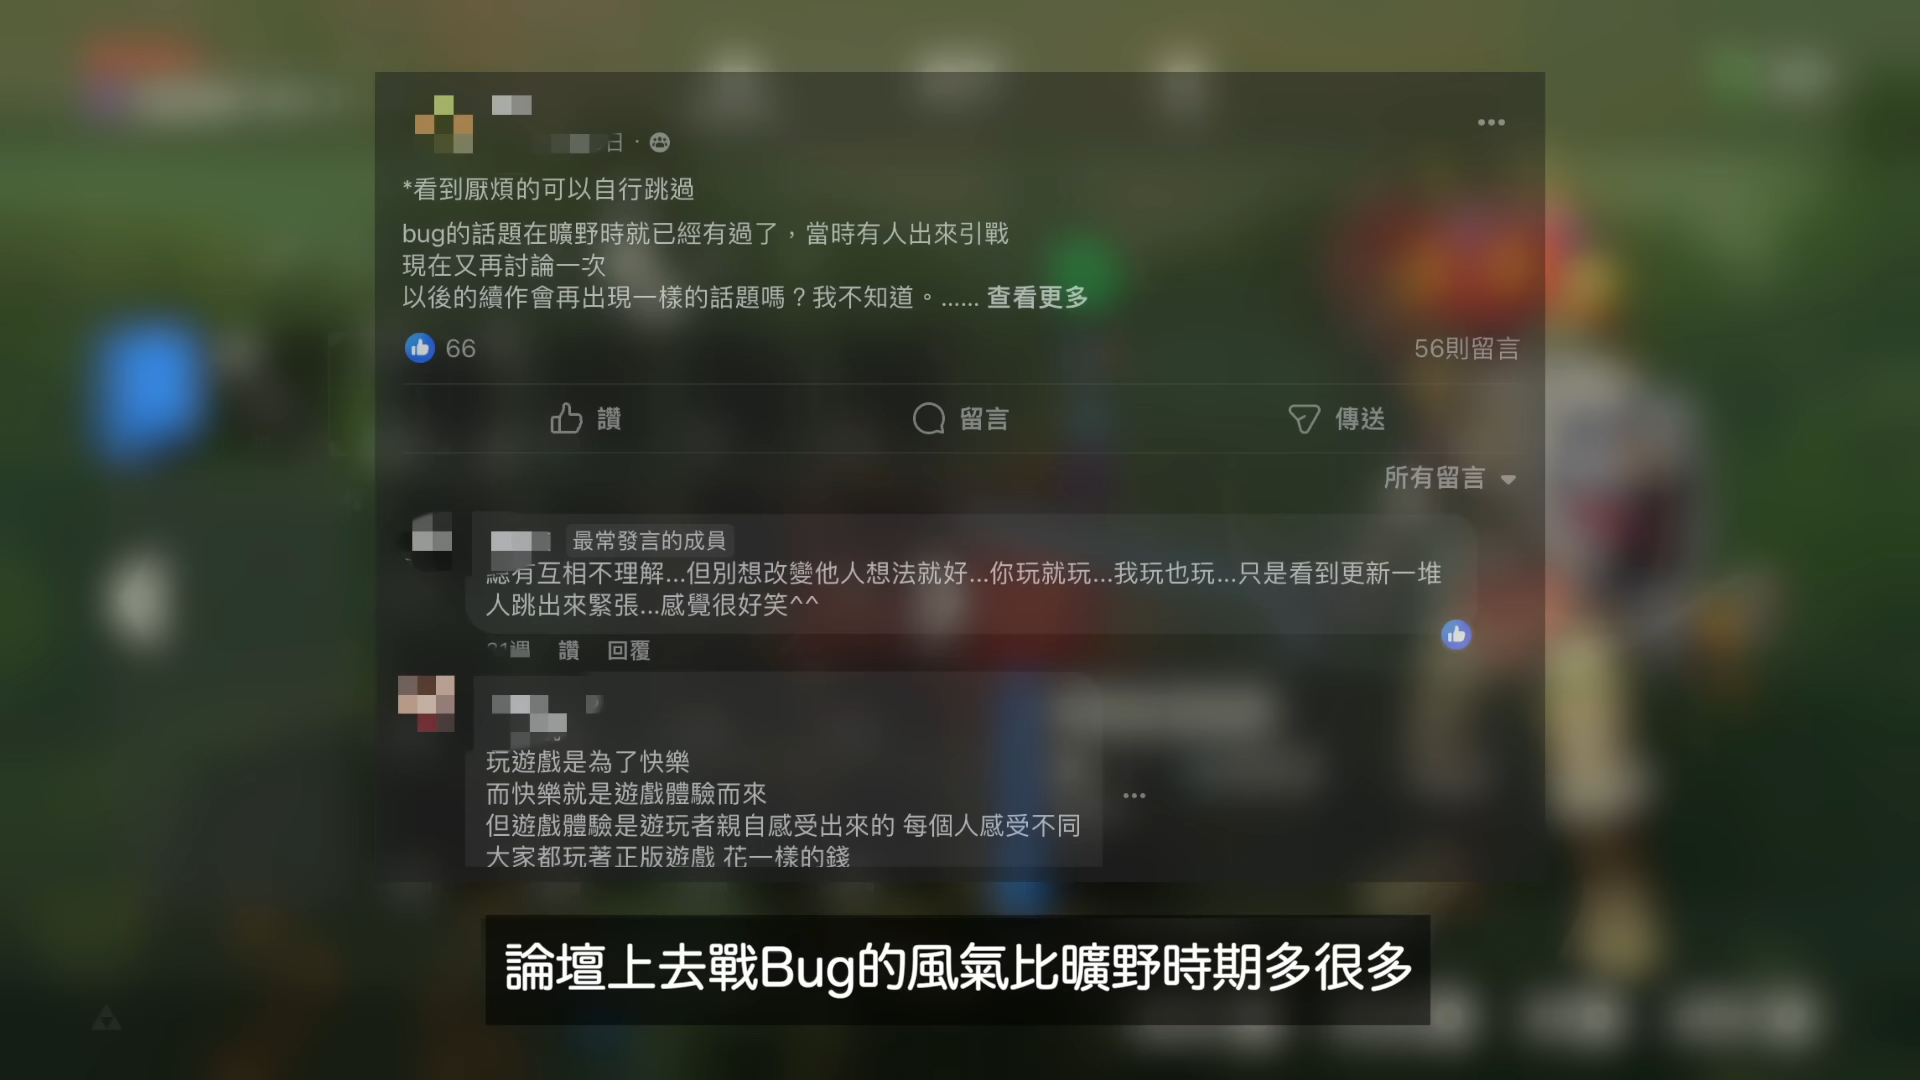 日 ·
*看到厭煩的可以自行跳過
bug的話題在曠野時就已經有過了，當時有人出來引戰
現在又再討論一次
以後的續作會再出現一樣的話題嗎？我不知道。...... 查看更多
66
56則留言
讚
留言
傳送
所有留言
最常發言的成員
總有互相不理解...但別想改變他人想法就好...你玩就玩...我玩也玩...只是看到更新一堆
人跳出來緊張...感覺很好笑^^
讚 回覆
玩遊戲是為了快樂
而快樂就是遊戲體驗而來
但遊戲體驗是遊玩者親自感受出來的 每個人感受不同
大家都玩著正版遊戲 花一樣的錢
論壇上去戰Bug的風氣比曠野時期多很多